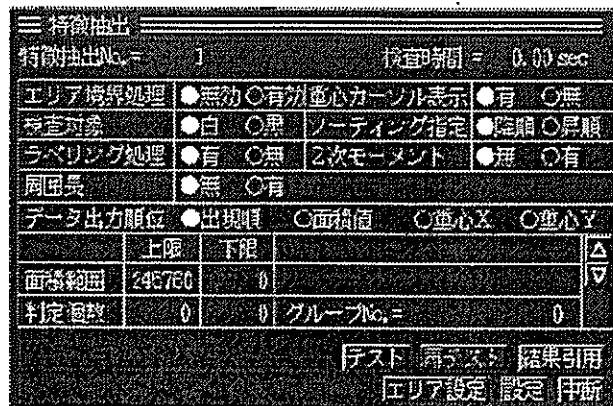 特徴抽出
特徴抽出No.= 1 検査時間 = 0.00 sec
エリア境界処理 ●無効 ○有効 重心カーソル表示 ●有 ○無
検査対象 ●白 ○黒 ソーティング指定 ●降順 ○昇順
ラベリング処理 ●有 ○無 2次モーメント ●無 ○有
周囲長 ●無 ○有
データ出力順位 ●出現順 ○面積値 ○重心X ○重心Y
上限 下限
面積範囲 245760 0
判定個数 0 0 グループNo.= 0
テスト 再テスト 結果引用
エリア設定 設定 中断